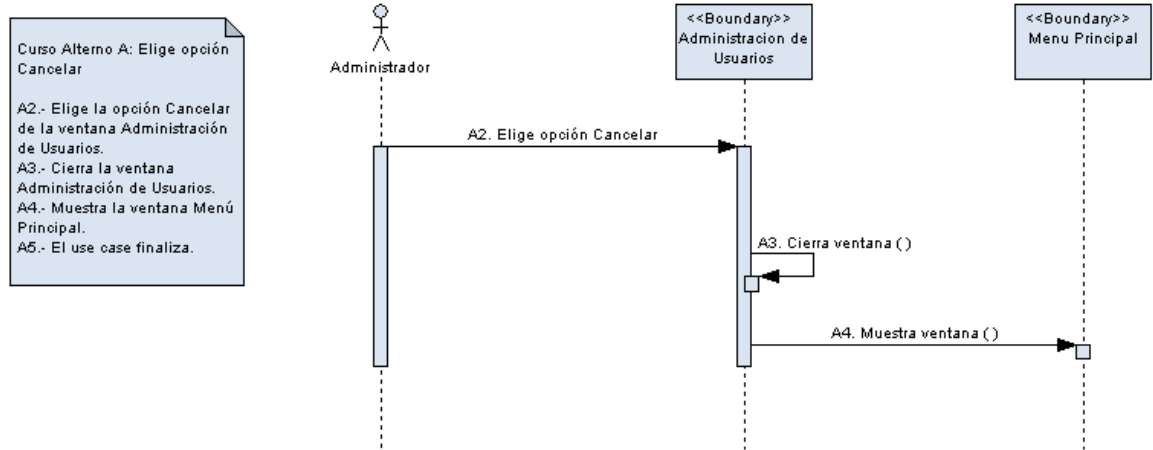 Curso Alterno A: Elige opción
Cancelar
A2.- Elige la opción Cancelar
de la ventana Administración
de Usuarios.
A3.- Cierra la ventana
Administración de Usuarios.
A4.- Muestra la ventana Menú
Principal.
A5.- El use case finaliza.
Administrador
<<Boundary>>
Administracion de
Usuarios
<<Boundary>>
Menu Principal
A2. Elige opción Cancelar
A3. Cierra ventana ( )
A4. Muestra ventana ( )